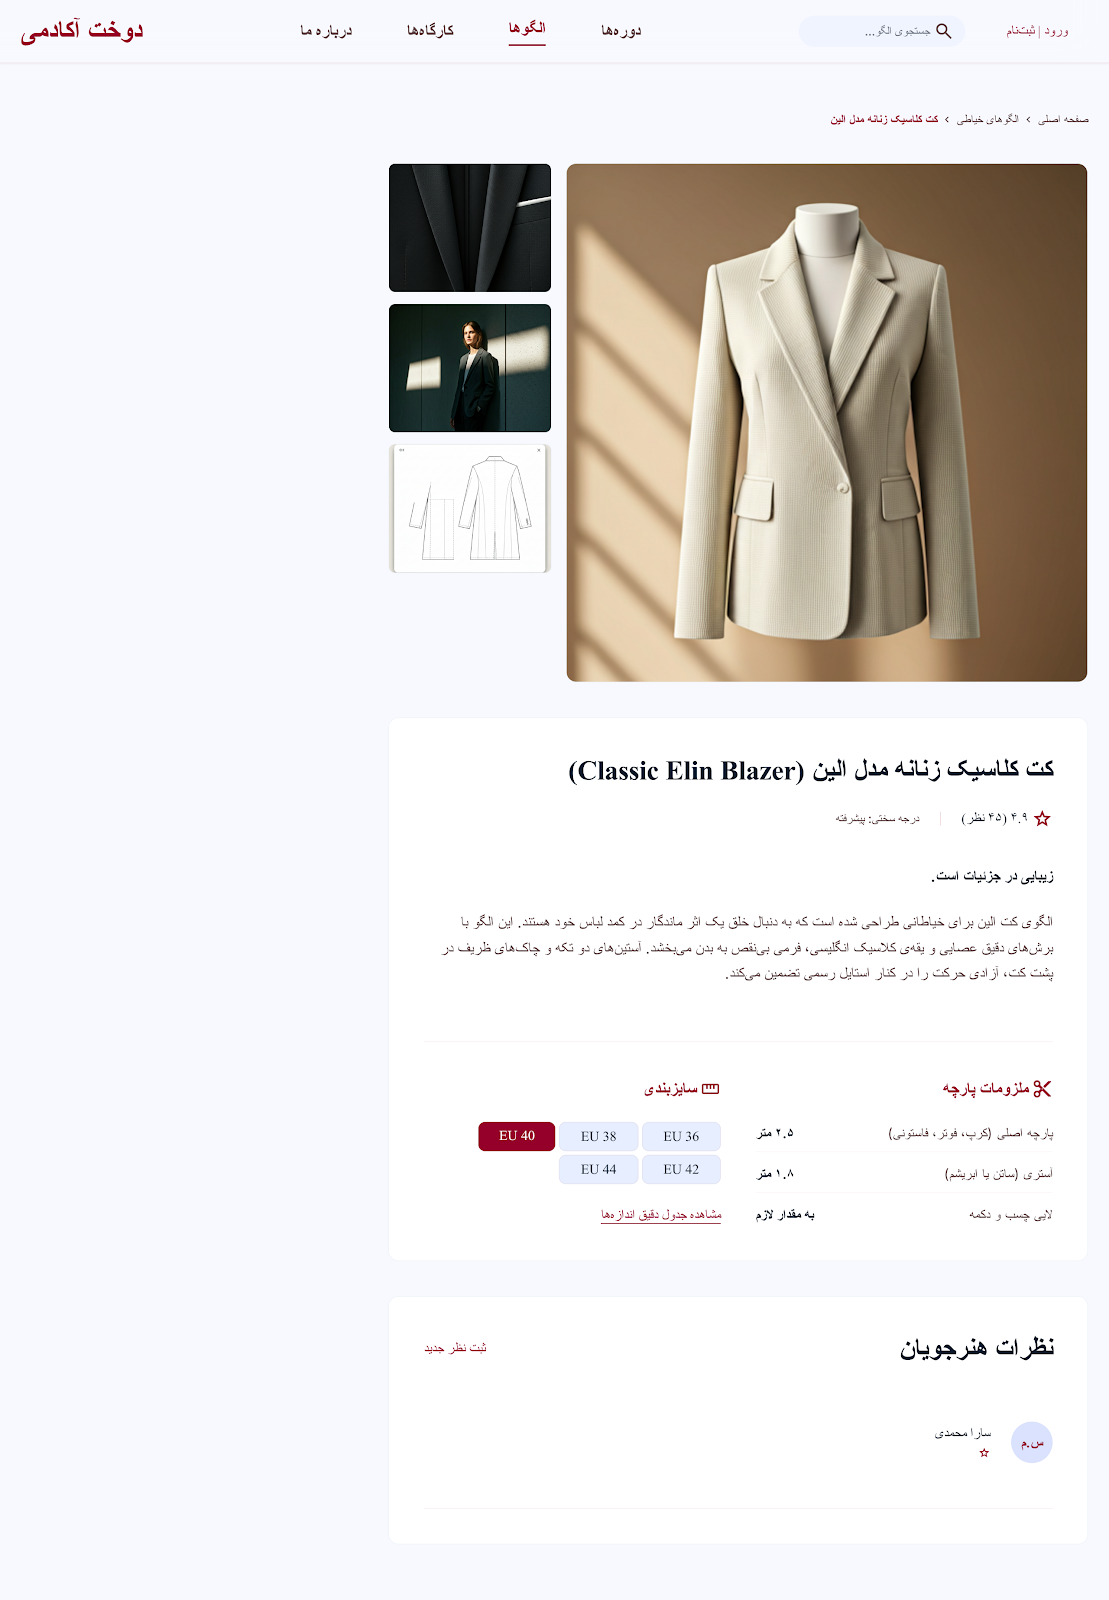 ورود | ثبت‌نام
جستجوی الگو...
دوره‌ها
الگوها
کارگاه‌ها
درباره ما
دوخت آکادمی
صفحه اصلی › الگوهای خیاطی › کت کلاسیک زنانه مدل الین
کت کلاسیک زنانه مدل الین (Classic Elin Blazer)
۴.۹ (۴۵ نظر)
درجه سختی: پیشرفته
زیبایی در جزئیات است.
الگوی کت الین برای خیاطانی طراحی شده است که به دنبال خلق یک اثر ماندگار در کمد لباس خود هستند. این الگو با
برش‌های دقیق عصایی و یقه‌ی کلاسیک انگلیسی، فرمی بی‌نقص به بدن می‌بخشد. آستین‌های دو تکه و چاک‌های ظریف در
پشت کت، آزادی حرکت را در کنار استایل رسمی تضمین می‌کند.
ملزومات پارچه
پارچه اصلی (کرپ، فوتر، فاستونی) ۲.۵ متر
آستری (ساتن یا ابریشم) ۱.۸ متر
لایی چسب و دکمه به مقدار لازم
سایزبندی
EU 36
EU 38
EU 40
EU 42
EU 44
مشاهده جدول دقیق اندازه‌ها
نظرات هنرجویان
ثبت نظر جدید
س.م
سارا محمدی